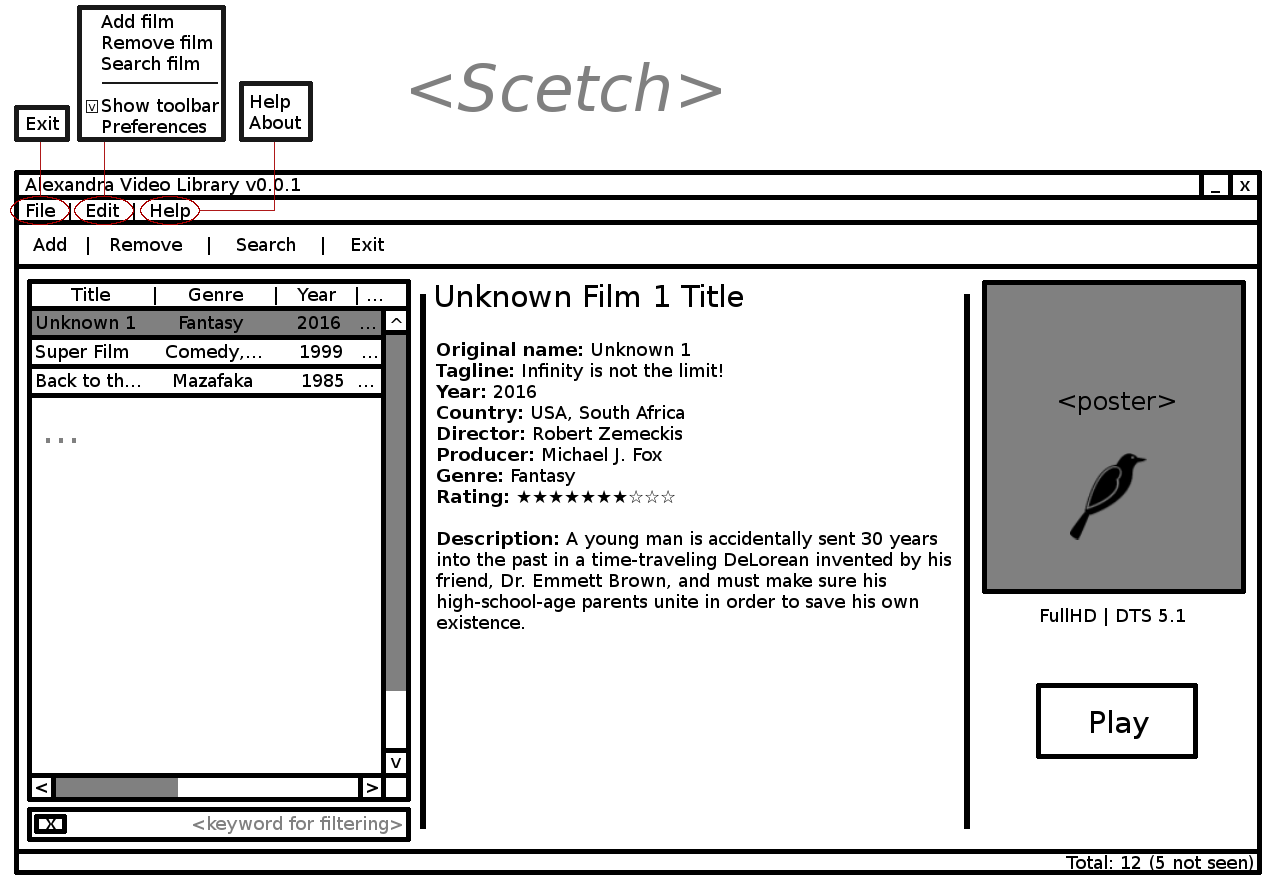 Add film
Remove film
Search film
v Show toolbar
Preferences
Exit
Help
About
<Scetch>
Alexandra Video Library v0.0.1
_ x
File | Edit | Help
Add | Remove | Search | Exit
Title | Genre | Year | ...
Unknown 1 Fantasy 2016 ...
Super Film Comedy,... 1999 ...
Back to th... Mazafaka 1985 ...
...
^
v
< >
X <keyword for filtering>
Unknown Film 1 Title
Original name: Unknown 1
Tagline: Infinity is not the limit!
Year: 2016
Country: USA, South Africa
Director: Robert Zemeckis
Producer: Michael J. Fox
Genre: Fantasy
Rating: ★★★★★★★☆☆☆
Description: A young man is accidentally sent 30 years
into the past in a time-traveling DeLorean invented by his
friend, Dr. Emmett Brown, and must make sure his
high-school-age parents unite in order to save his own
existence.
<poster>
FullHD | DTS 5.1
Play
Total: 12 (5 not seen)